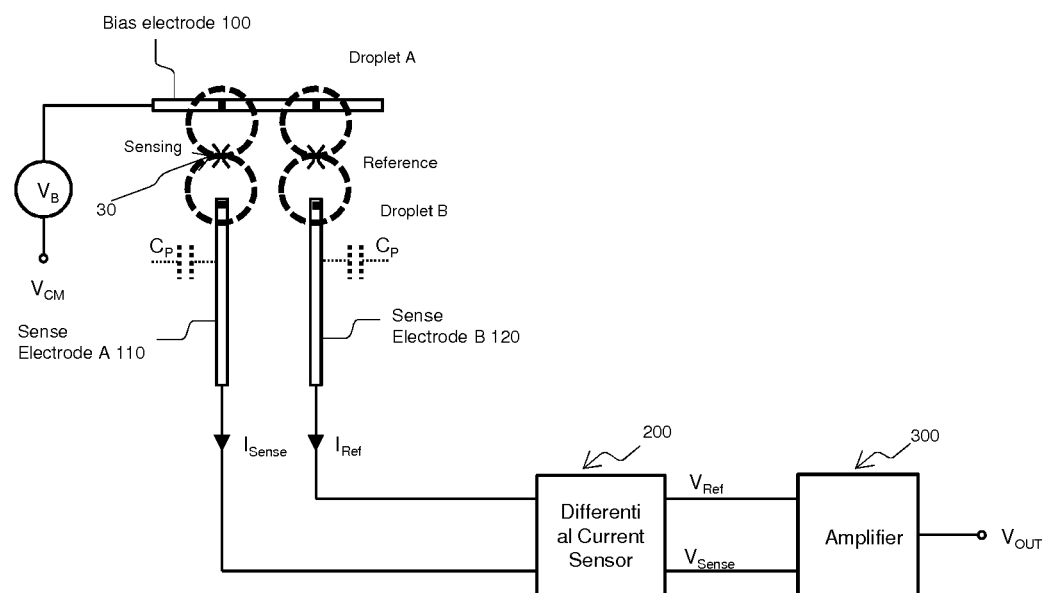 Bias electrode 100
Droplet A
Sensing
Reference
V_B
30
Droplet B
C_P
C_P
V_CM
Sense
Electrode A 110
Sense
Electrode B 120
I_Sense
I_Ref
200
300
V_Ref
Differenti
al Current
Sensor
Amplifier
V_OUT
V_Sense